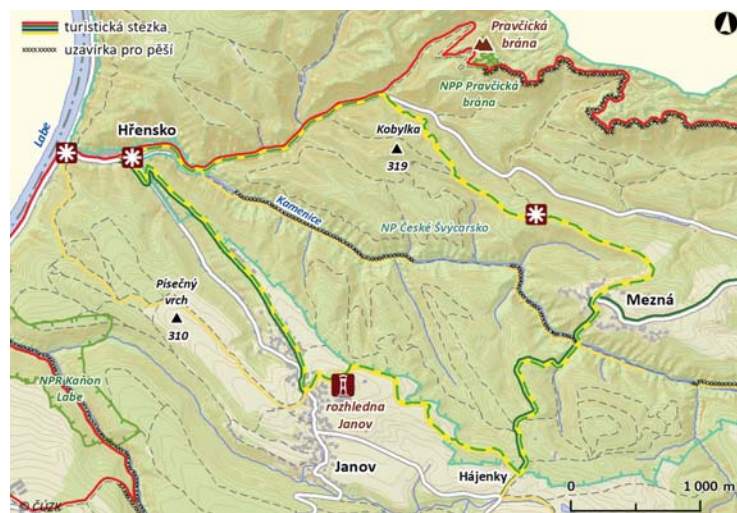 turistická stezka
uzavírka pro pěší
Pravčická
brána
NPP Pravčická
brána
Labe
Hřensko
Kobylka
319
Kamenice
NP České Švýcarsko
Mezná
Písečný
vrch
310
NPR Kaňon
Labe
rozhledna
Janov
Janov
Hájenky
0
1 000 m
© ČÚZK